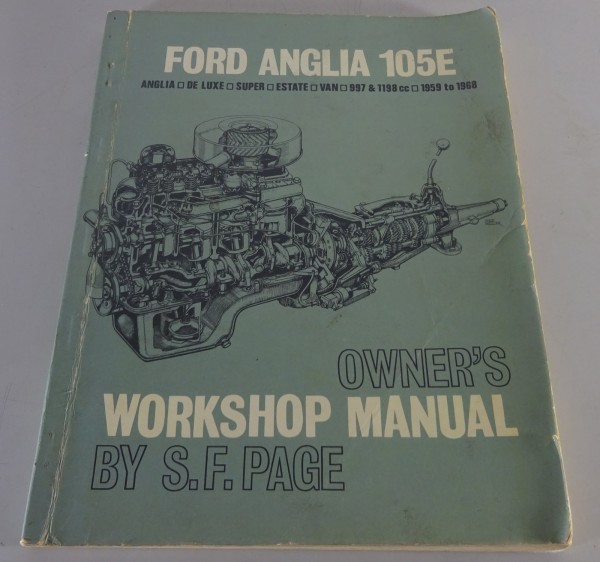 FORD ANGLIA 105E
ANGLIA □ DE LUXE □ SUPER □ ESTATE □ VAN □ 997 & 1198 cc □ 1959 to 1968
OWNER'S
WORKSHOP MANUAL
BY S.F. PAGE